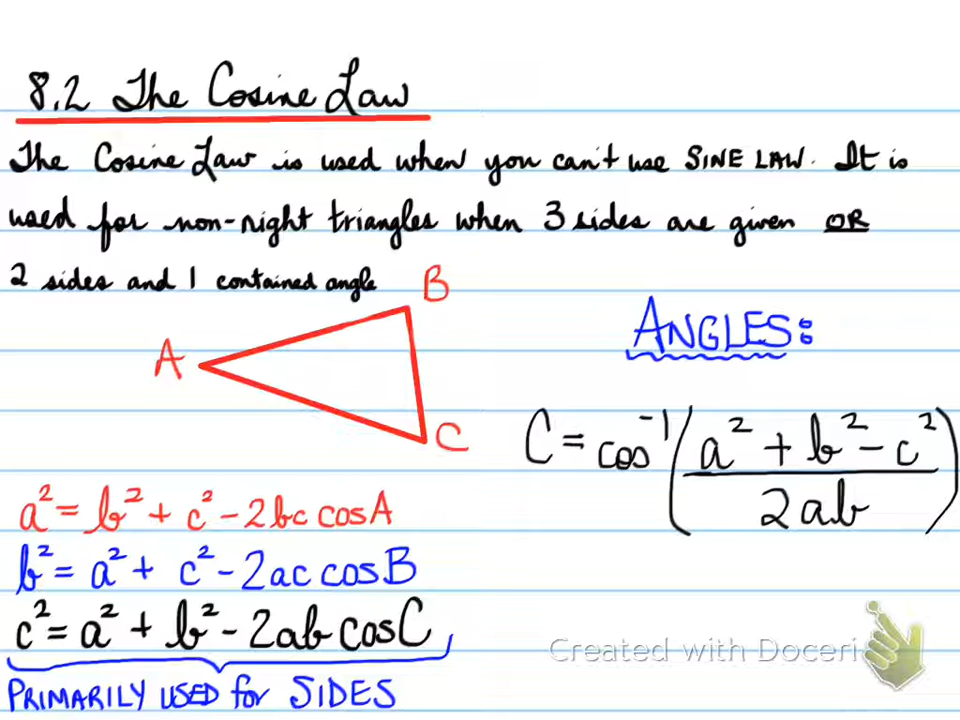 8.2 The Cosine Law
The Cosine Law is used when you can't use SINE LAW. It is
used for non-right triangles when 3 sides are given OR
2 sides and 1 contained angle
B
ANGLES:
A
C
C = cos⁻¹(a² + b² - c² / 2ab)
a² = b² + c² - 2bc cosA
b² = a² + c² - 2ac cosB
c² = a² + b² - 2ab cosC
Created with Doceri
PRIMARILY USED for SIDES